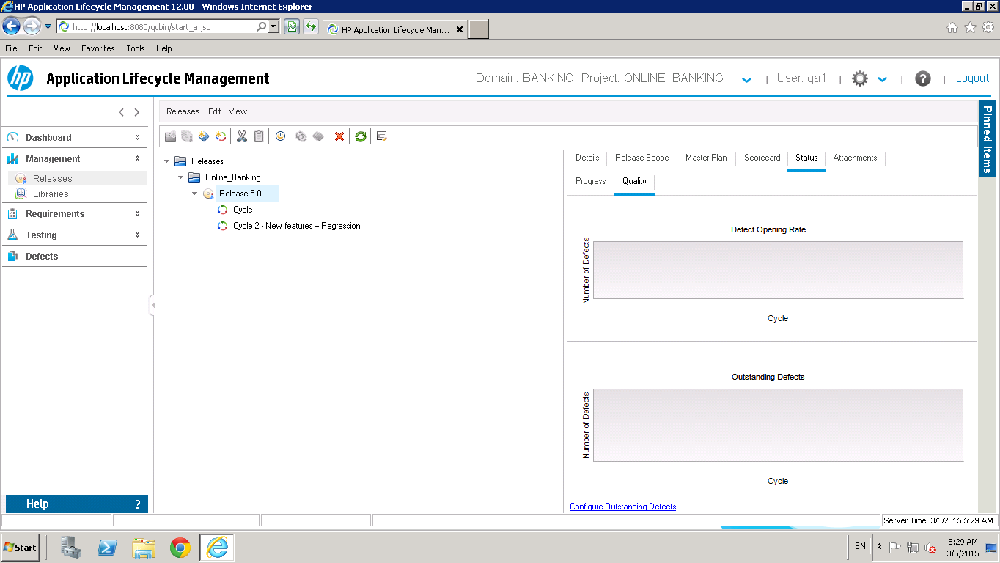 HP Application Lifecycle Management 12.00 - Windows Internet Explorer
http://localhost:8080/qcbin/start_a.jsp
HP Application Lifecycle Man...
File Edit View Favorites Tools Help
hp Application Lifecycle Management
Domain: BANKING, Project: ONLINE_BANKING
User: qa1
?
Logout
Dashboard
Management
Releases
Libraries
Requirements
Testing
Defects
Help ?
Releases Edit View
Releases
Online_Banking
Release 5.0
Cycle 1
Cycle 2 - New features + Regression
Details Release Scope Master Plan Scorecard Status Attachments
Progress Quality
Defect Opening Rate
Number of Defects
Cycle
Outstanding Defects
Number of Defects
Cycle
Configure Outstanding Defects
Pinned Items
Server Time: 3/5/2015 5:29 AM
Start
EN
5:29 AM
3/5/2015